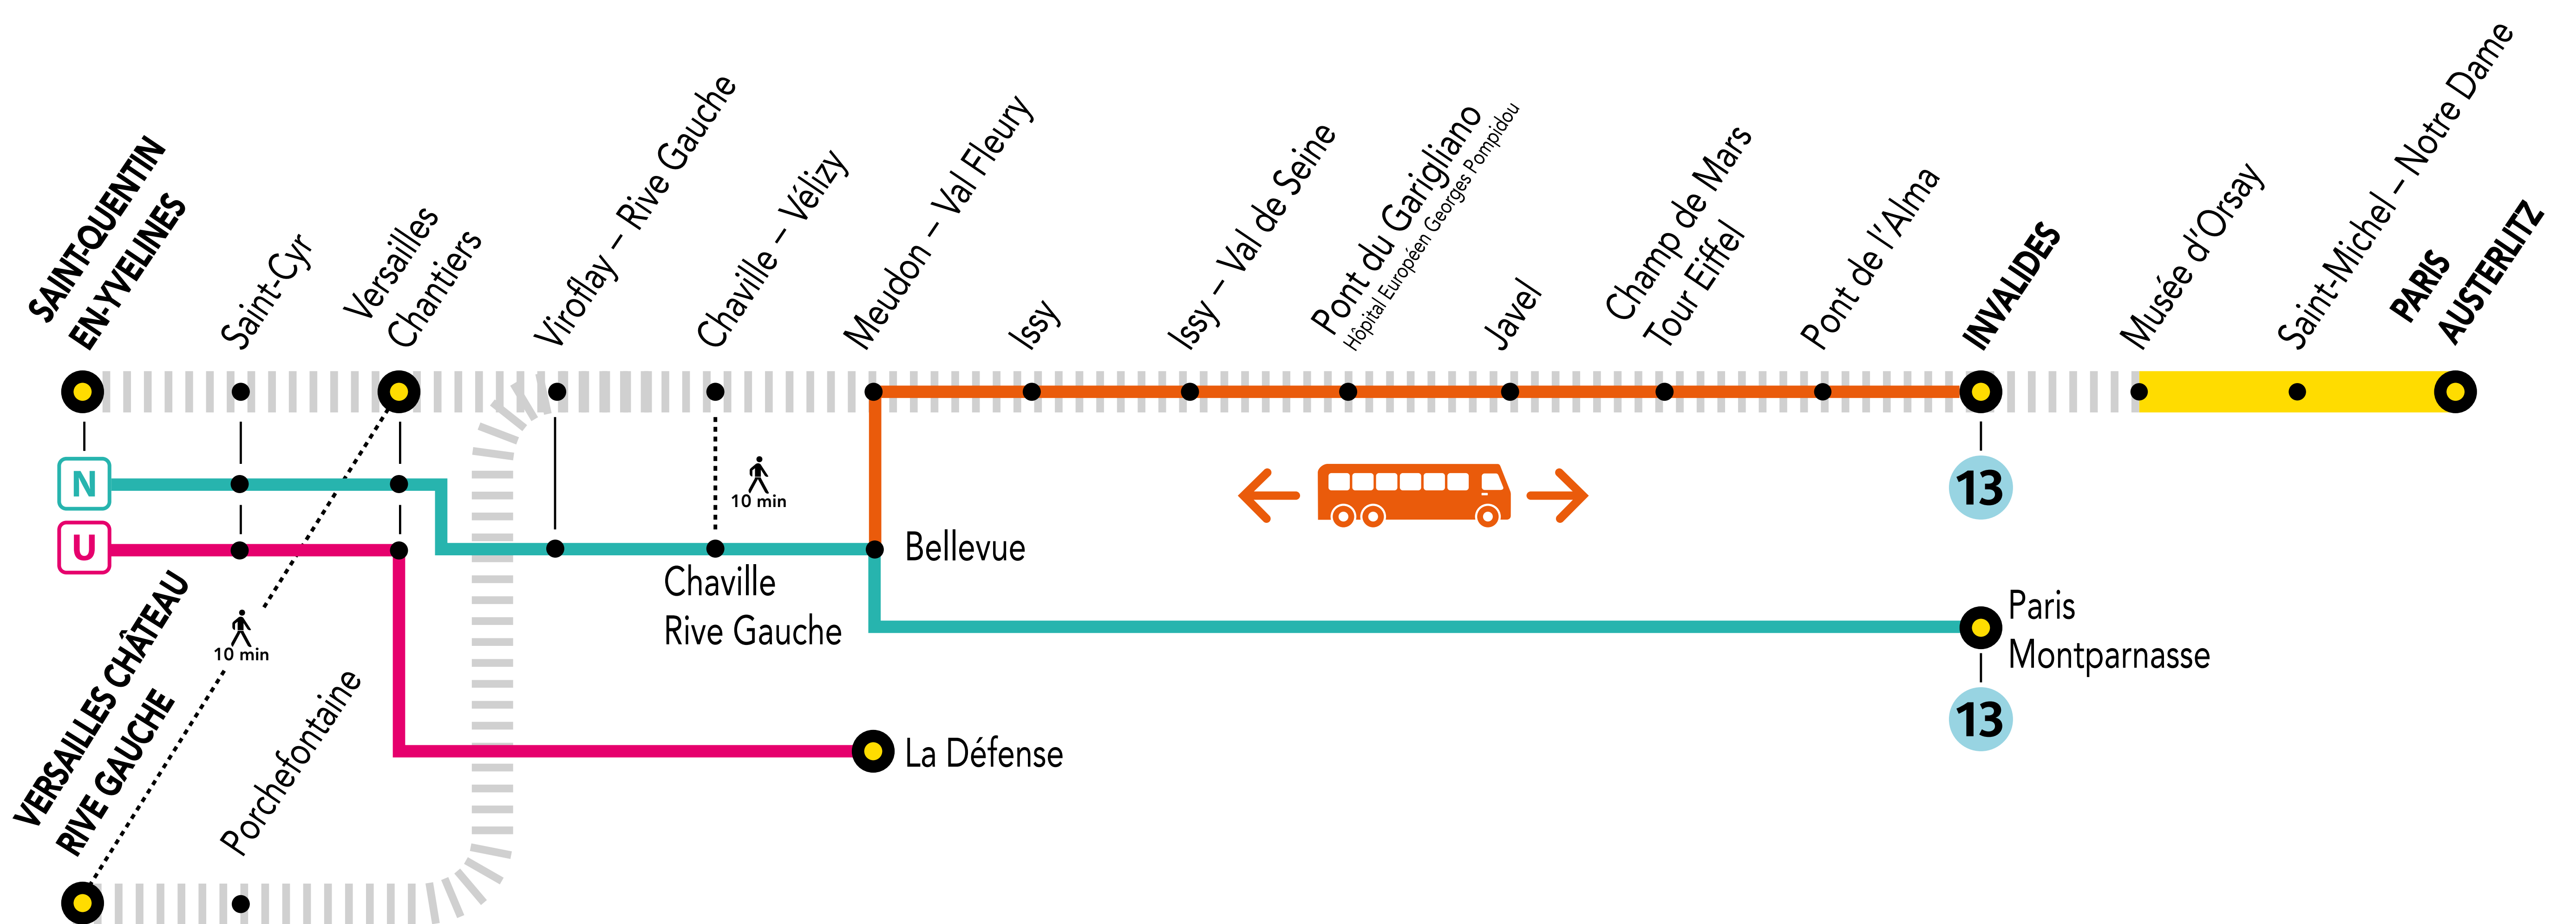 SAINT-QUENTIN
EN-YVELINES
Saint-Cyr
Versailles
Chantiers
Viroflay – Rive Gauche
Chaville – Vélizy
Meudon – Val Fleury
Issy
Issy – Val de Seine
Pont du Garigliano
Hôpital Européen Georges Pompidou
Javel
Champ de Mars
Tour Eiffel
Pont de l'Alma
INVALIDES
Musée d'Orsay
Saint-Michel – Notre Dame
PARIS
AUSTERLITZ
N
10 min
13
U
Bellevue
Chaville
Rive Gauche
Paris
Montparnasse
10 min
13
La Défense
VERSAILLES CHÂTEAU
RIVE GAUCHE
Porchefontaine